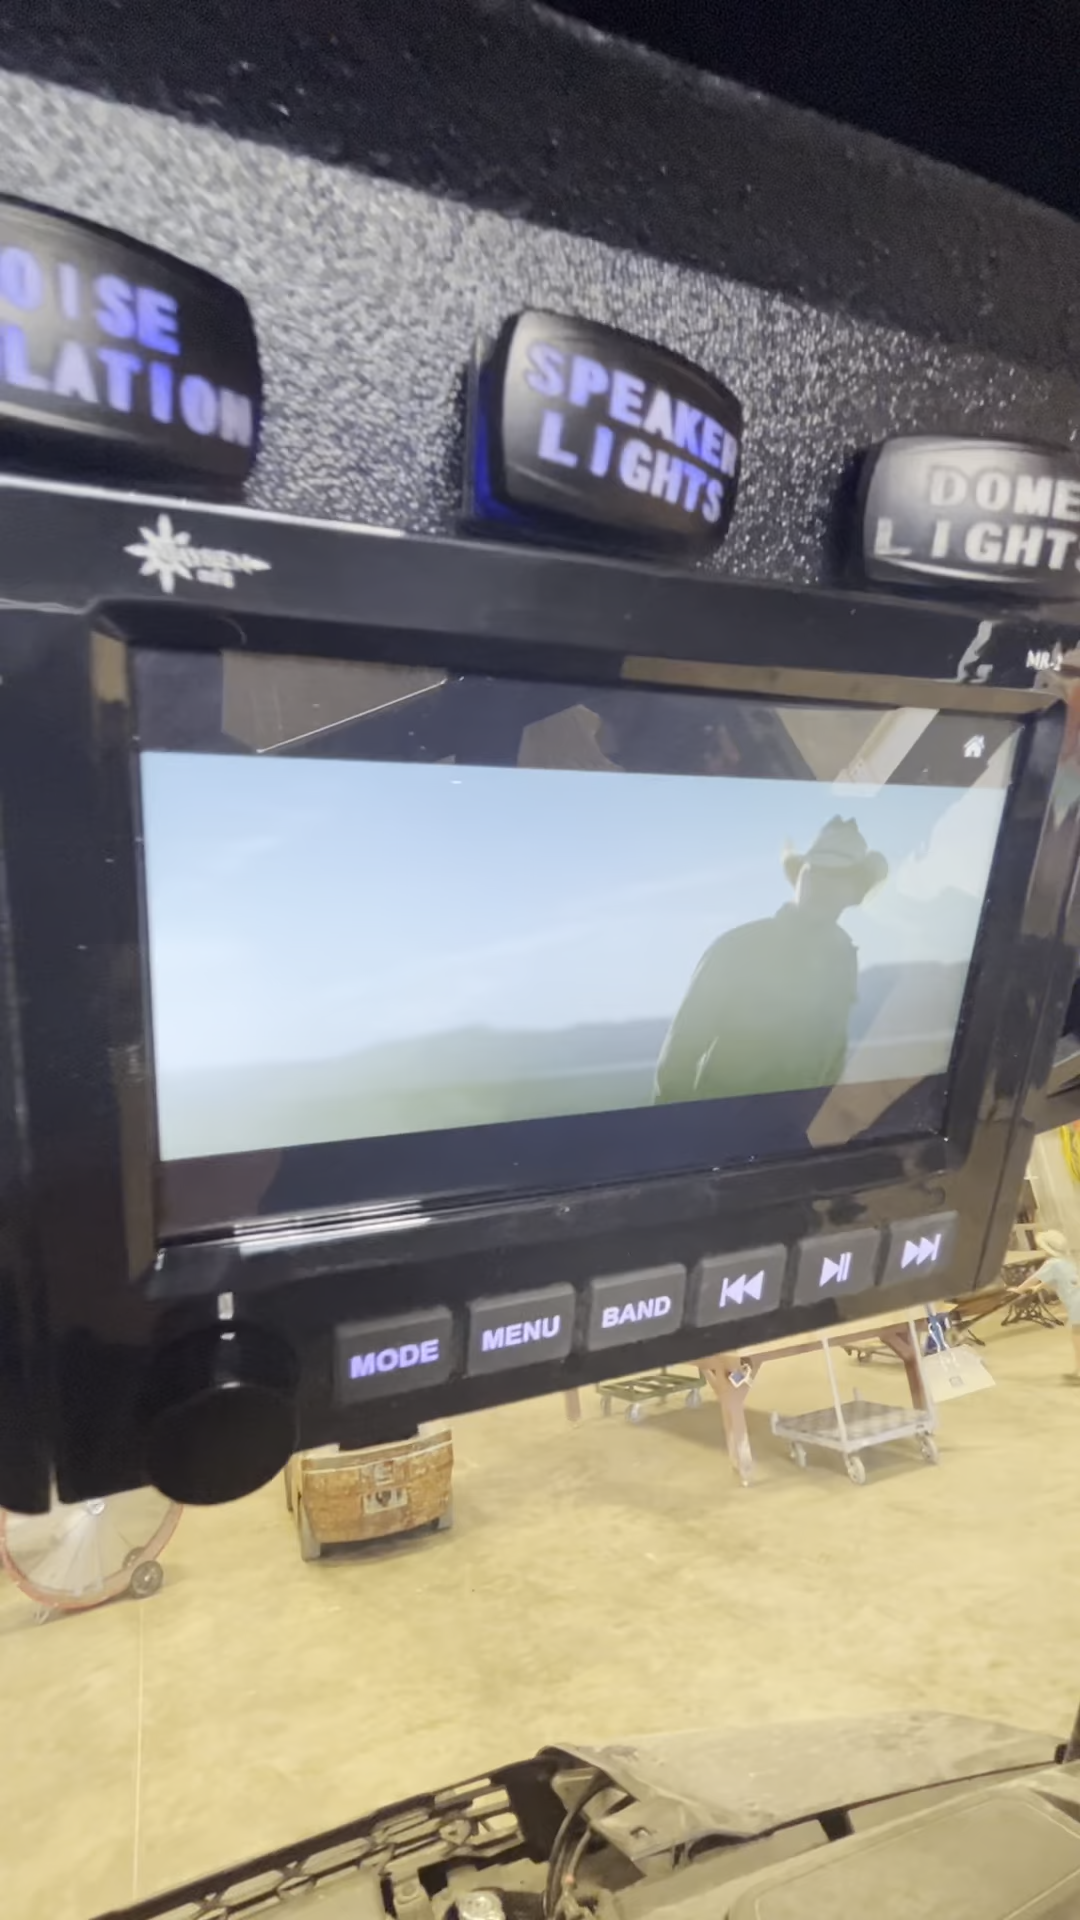 OISE
LATION
SPEAKER
LIGHTS
DOME
LIGHTS
MODE
MENU
BAND